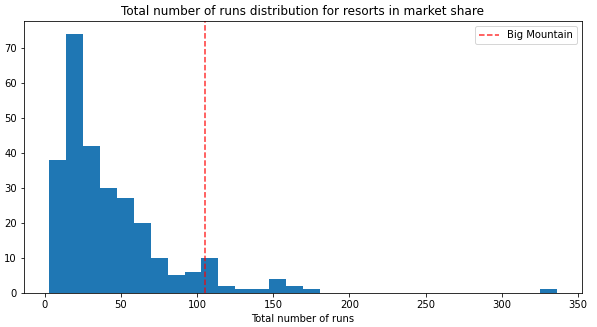 Total number of runs distribution for resorts in market share
Big Mountain
70
60
50
40
30
20
10
0
0 50 100 150 200 250 300 350
Total number of runs